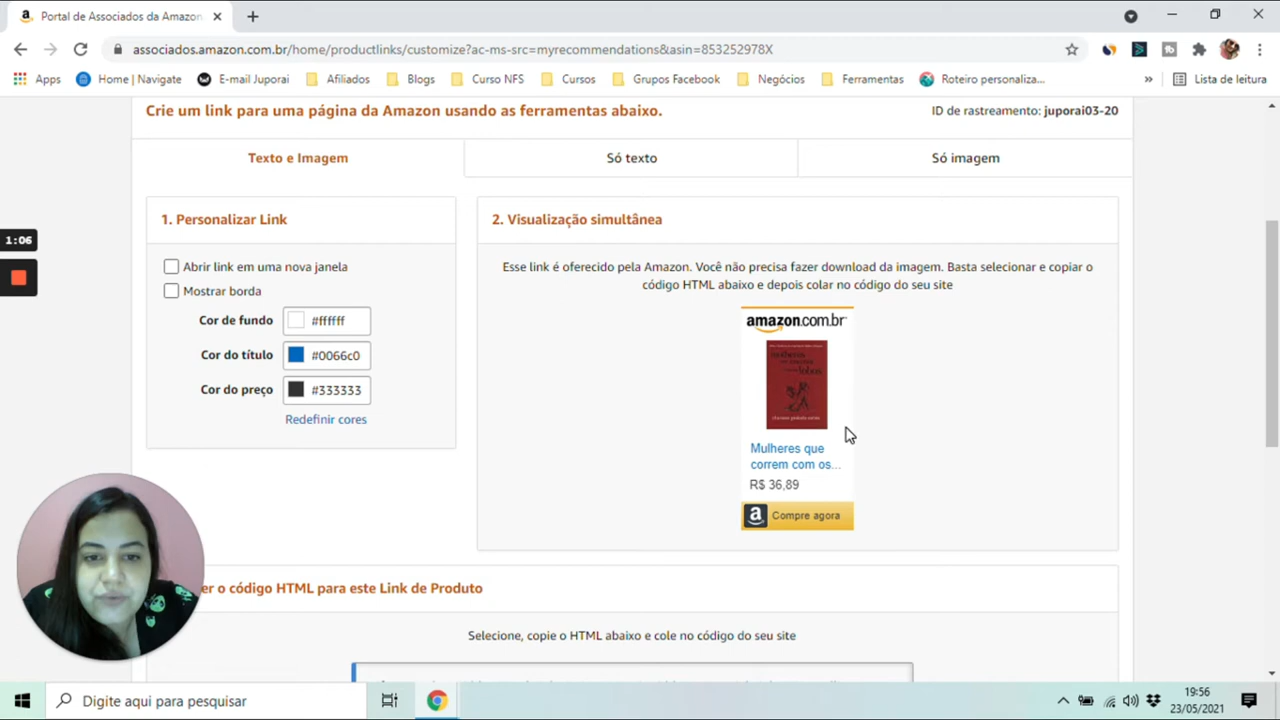 Portal de Associados da Amazon
associados.amazon.com.br/home/productlinks/customize?ac-ms-src=myrecommendations&asin=853252978X
Apps
Home | Navigate
E-mail Juporai
Afiliados
Blogs
Curso NFS
Cursos
Grupos Facebook
Negócios
Ferramentas
Roteiro personaliza...
»
Lista de leitura
Crie um link para uma página da Amazon usando as ferramentas abaixo.
ID de rastreamento: juporai03-20
Texto e Imagem
Só texto
Só imagem
1:06
1. Personalizar Link
Abrir link em uma nova janela
Mostrar borda
Cor de fundo #ffffff
Cor do título #0066c0
Cor do preço #333333
Redefinir cores
2. Visualização simultânea
Esse link é oferecido pela Amazon. Você não precisa fazer download da imagem. Basta selecionar e copiar o
código HTML abaixo e depois colar no código do seu site
amazon.com.br
mulheres
lobos
Mulheres que
correm com os...
R$ 36,89
Compre agora
er o código HTML para este Link de Produto
Selecione, copie o HTML abaixo e cole no código do seu site
Digite aqui para pesquisar
19:56
23/05/2021